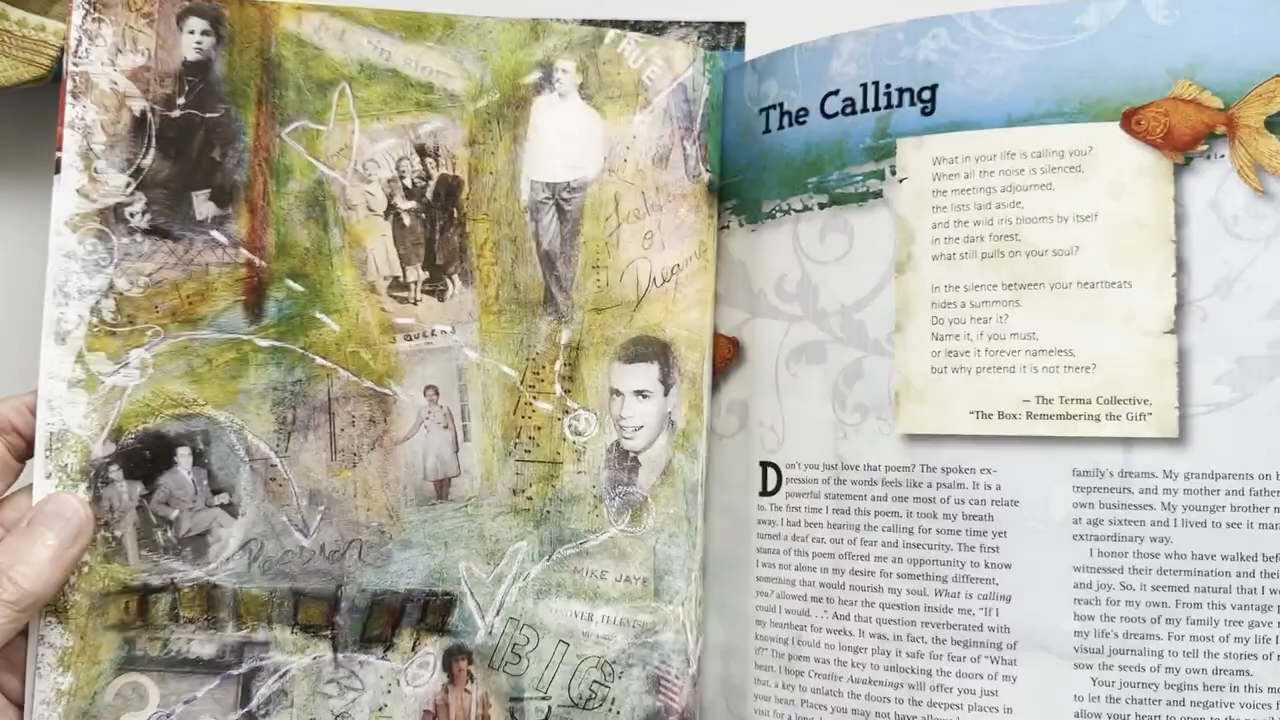 TRUE
Feelings
&
Dreams
J QUEENS
Passion
MIKE JAYE
BIG
?
The Calling
What in your life is calling you?
When all the noise is silenced,
the meetings adjourned,
the lists laid aside,
and the wild iris blooms by itself
in the dark forest,
what still pulls on your soul?
In the silence between your heartbeats
hides a summons.
Do you hear it?
Name it, if you must,
or leave it forever nameless,
but why pretend it is not there?
— The Terma Collective,
"The Box: Remembering the Gift"
Don't you just love that poem? The spoken ex-
pression of the words feels like a psalm. It is a
powerful statement and one most of us can relate
to. The first time I read this poem, it took my breath
away. I had been hearing the calling for some time yet
turned a deaf ear, out of fear and insecurity. The first
stanza of this poem offered me an opportunity to know
I was not alone in my desire for something different,
something that would nourish my soul. What is calling
you? allowed me to hear the question inside me, "If I
could I would. . .". And that question reverberated with
my heartbeat for weeks. It was, in fact, the beginning of
knowing I could no longer play it safe for fear of "What
if?" The poem was the key to unlocking the doors of my
heart. I hope Creative Awakenings will offer you just
that, a key to unlatch the doors to the deepest places in
your heart. Places you may not have allowed
visit for a long
family's dreams. My grandparents on
trepreneurs, and my mother and father
own businesses. My younger brother
at age sixteen and I lived to see it
extraordinary way.
I honor those who have walked
witnessed their determination and their
and joy. So, it seemed natural that I
reach for my own. From this vantage
how the roots of my family tree gave
my life's dreams. For most of my life
visual journaling to tell the stories of
sow the seeds of my own dreams.
Your journey begins here in this
to let the chatter and negative voices
allow your heart to open to the